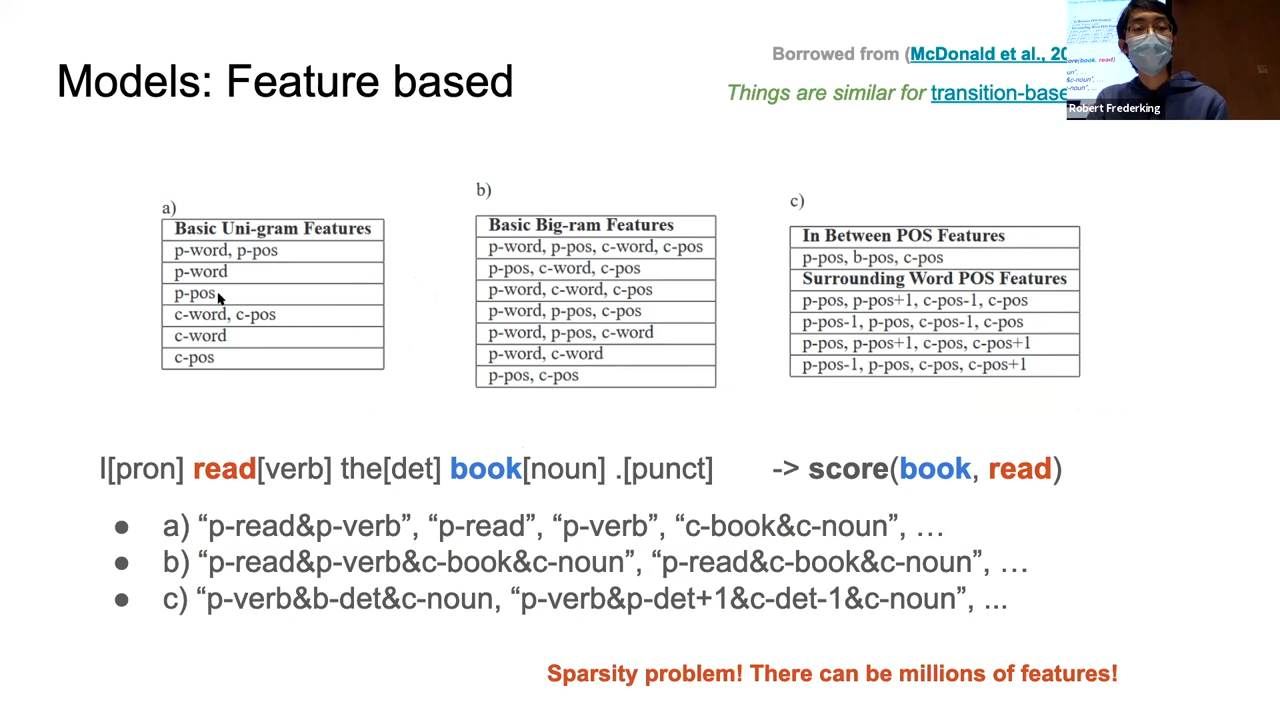 Models: Feature based
Borrowed from (McDonald et al., 20
Things are similar for transition-base
Robert Frederking
a)
Basic Uni-gram Features
p-word, p-pos
p-word
p-pos
c-word, c-pos
c-word
c-pos
b)
Basic Big-ram Features
p-word, p-pos, c-word, c-pos
p-pos, c-word, c-pos
p-word, c-word, c-pos
p-word, p-pos, c-pos
p-word, p-pos, c-word
p-word, c-word
p-pos, c-pos
c)
In Between POS Features
p-pos, b-pos, c-pos
Surrounding Word POS Features
p-pos, p-pos+1, c-pos-1, c-pos
p-pos-1, p-pos, c-pos-1, c-pos
p-pos, p-pos+1, c-pos, c-pos+1
p-pos-1, p-pos, c-pos, c-pos+1
I[pron] read[verb] the[det] book[noun] .[punct] -> score(book, read)
● a) “p-read&p-verb”, “p-read”, “p-verb”, “c-book&c-noun”, …
● b) “p-read&p-verb&c-book&c-noun”, “p-read&c-book&c-noun”, …
● c) “p-verb&b-det&c-noun, “p-verb&p-det+1&c-det-1&c-noun”, ...
Sparsity problem! There can be millions of features!